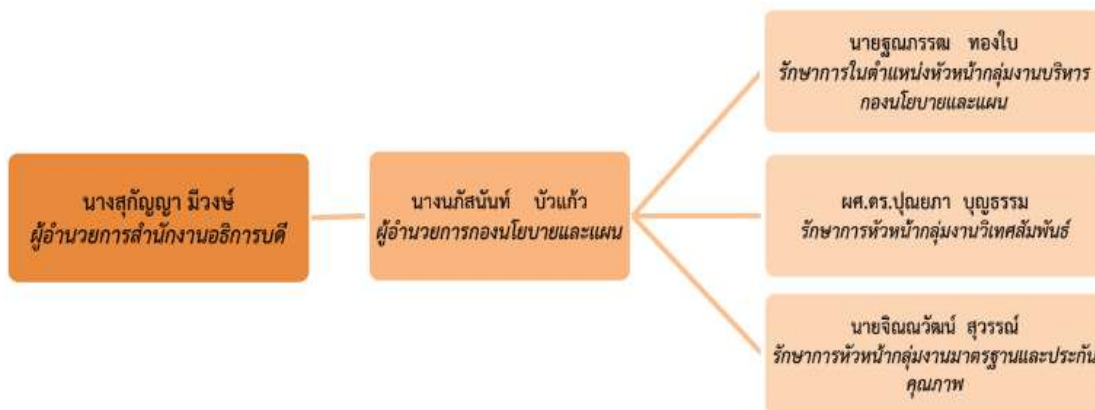 นางสุกัญญา มีวงษ์
ผู้อำนวยการสำนักงานอธิการบดี
นางนภัสนันท์ บัวแก้ว
ผู้อำนวยการกองนโยบายและแผน
นายฐณภรรฒ ทองใบ
รักษาการในตำแหน่งหัวหน้ากลุ่มงานบริหาร
กองนโยบายและแผน
ผศ.ดร.ปุณยภา บุญธรรม
รักษาการหัวหน้ากลุ่มงานวิเทศสัมพันธ์
นายจิณณวัฒน์ สุวรรณ์
รักษาการหัวหน้ากลุ่มงานมาตรฐานและประกัน
คุณภาพ